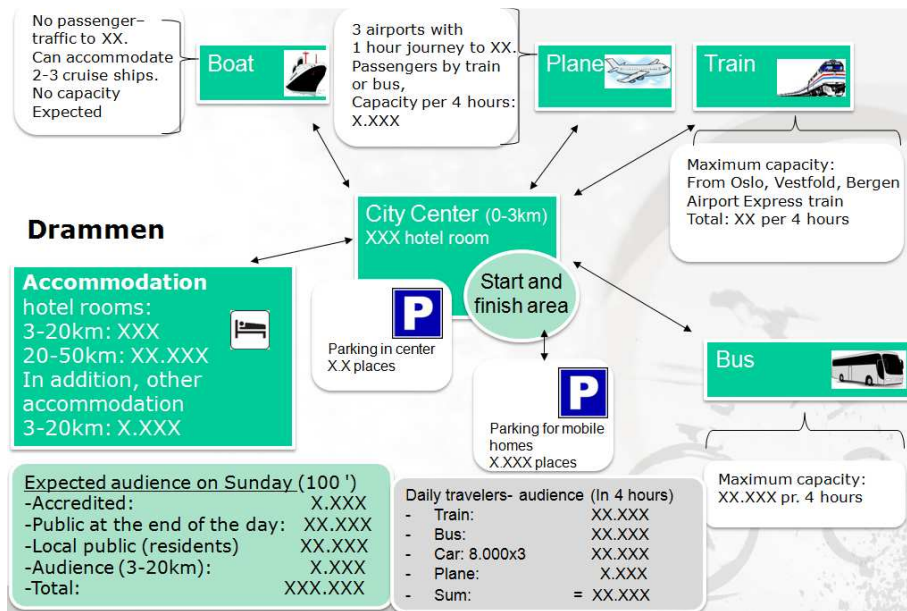 No passenger–
traffic to XX.
Can accommodate
2-3 cruise ships.
No capacity
Expected
Boat
3 airports with
1 hour journey to XX.
Passengers by train
or bus,
Capacity per 4 hours:
X.XXX
Plane
Train
Maximum capacity:
From Oslo, Vestfold, Bergen
Airport Express train
Total: XX per 4 hours
City Center (0-3km)
XXX hotel room
Start and
finish area
Drammen
Accommodation
hotel rooms:
3-20km: XXX
20-50km: XX.XXX
In addition, other
accommodation
3-20km: X.XXX
P
Parking in center
X.X places
P
Parking for mobile
homes
X.XXX places
Bus
Maximum capacity:
XX.XXX pr. 4 hours
Expected audience on Sunday (100 ')
-Accredited: X.XXX
-Public at the end of the day: XX.XXX
-Local public (residents) XX.XXX
-Audience (3-20km): X.XXX
-Total: XXX.XXX
Daily travelers- audience (In 4 hours)
- Train: XX.XXX
- Bus: XX.XXX
- Car: 8.000x3 XX.XXX
- Plane: X.XXX
- Sum: = XX.XXX